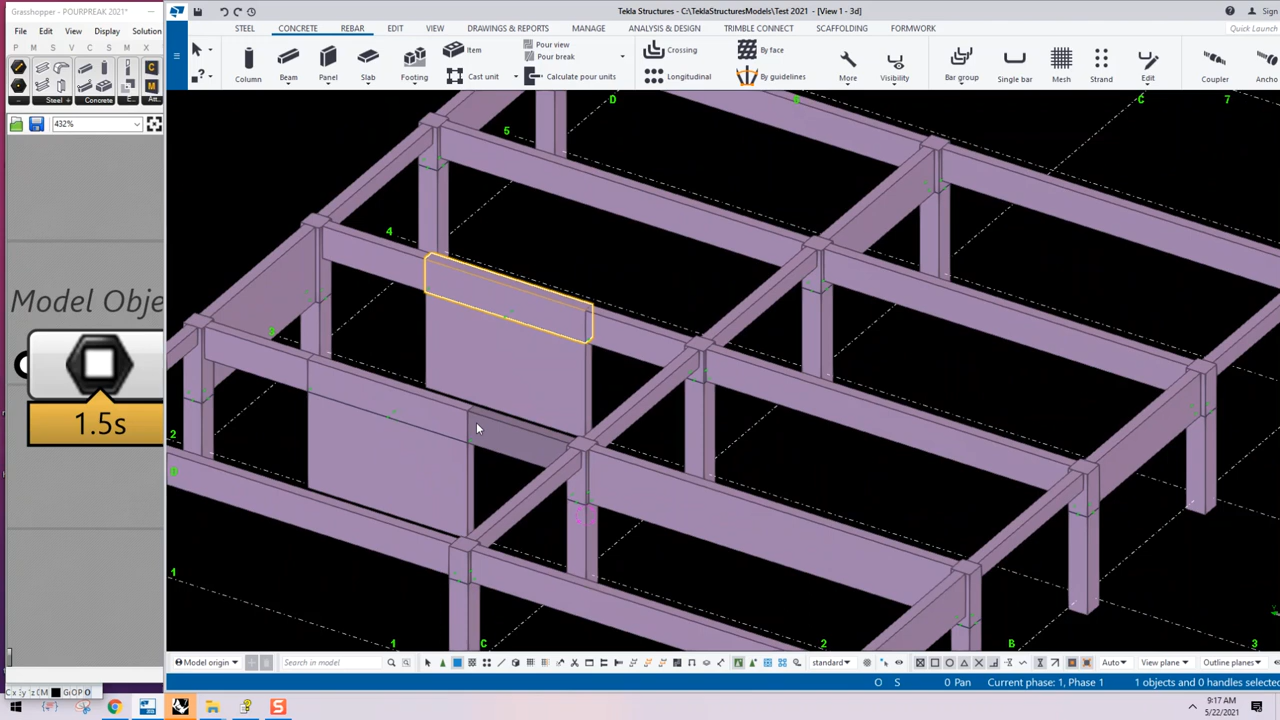 Grasshopper - POURPREAK 2021*
File Edit View Display Solution
P M S M M X
Steel + Concrete E.. Ar..
432%
Model Obje
1.5s
Tekla Structures - C:\TeklaStructuresModels\Test 2021 - [View 1 - 3d]
Sign
STEEL CONCRETE REBAR EDIT VIEW DRAWINGS & REPORTS MANAGE ANALYSIS & DESIGN TRIMBLE CONNECT SCAFFOLDING FORMWORK
Quick Launch
Column Beam Panel Slab Footing
Item
Cast unit
Pour view
Pour break
Calculate pour units
Crossing
Longitudinal
By face
By guidelines
More Visibility Bar group Single bar Mesh Strand Edit Coupler Ancho
D C 7
5
4
3
2
B
1
1 C 2 B 3
Model origin Search in model standard Auto View plane Outline planes
O S 0 Pan Current phase: 1, Phase 1 1 objects and 0 handles selected
9:17 AM
5/22/2021